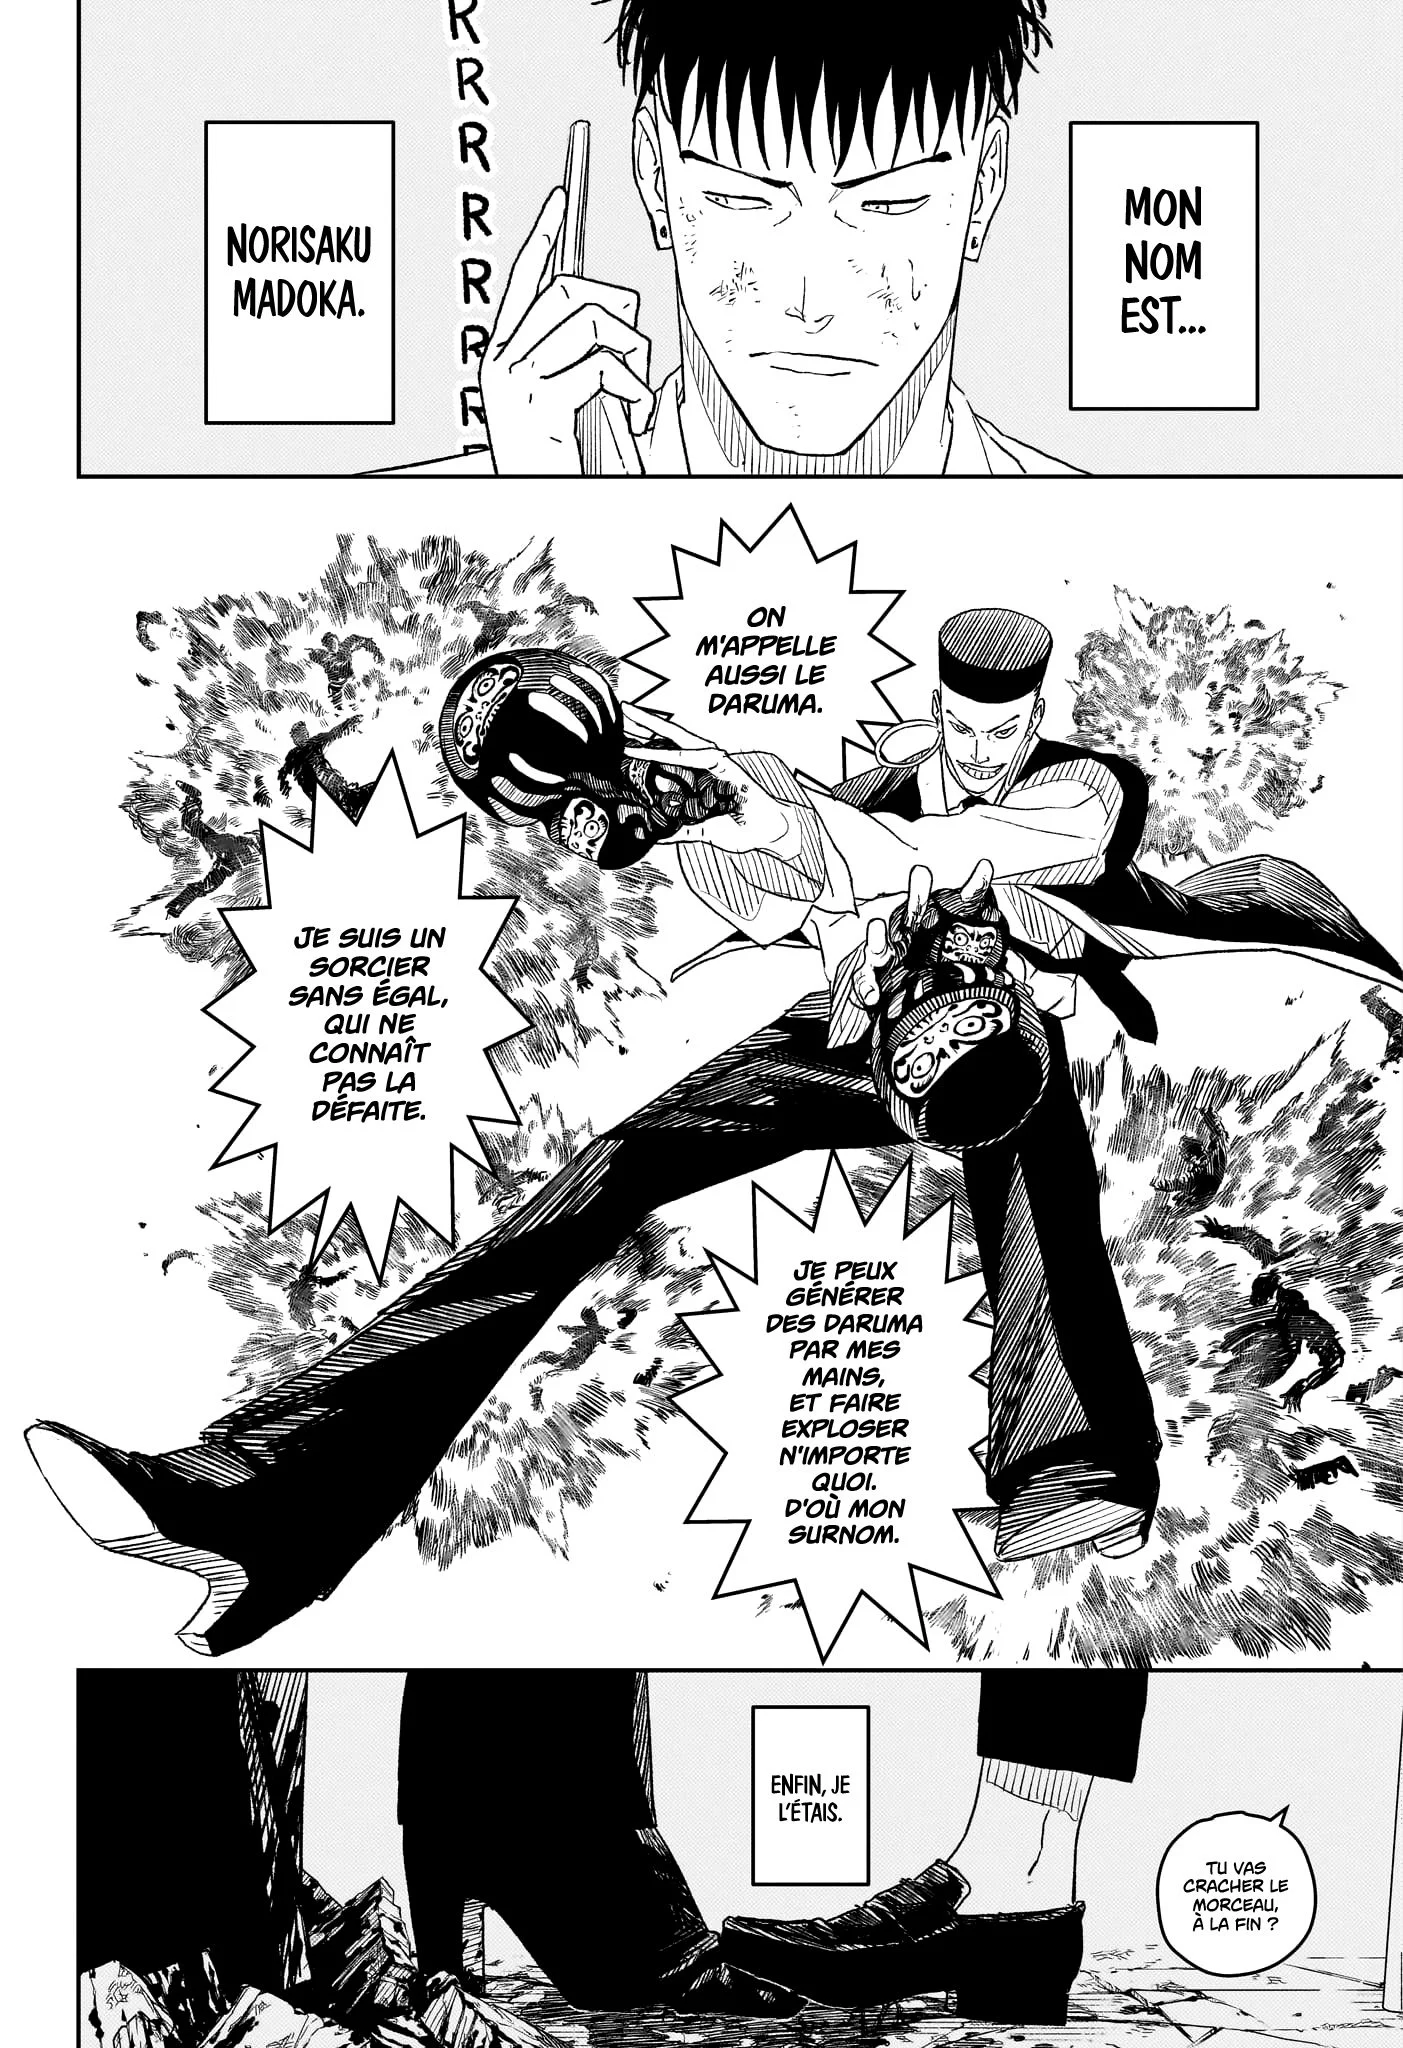 MON
NOM
EST...
NORISAKU
MADOKA.
R
R
R
R
R
R
R
R
ON
M'APPELLE
AUSSI LE
DARUMA.
JE SUIS UN
SORCIER
SANS ÉGAL,
QUI NE
CONNAÎT
PAS LA
DÉFAITE.
JE PEUX
GÉNÉRER
DES DARUMA
PAR MES
MAINS,
ET FAIRE
EXPLOSER
N'IMPORTE
QUOI.
D'OÙ MON
SURNOM.
ENFIN, JE
L'ÉTAIS.
TU VAS
CRACHER LE
MORCEAU,
À LA FIN ?